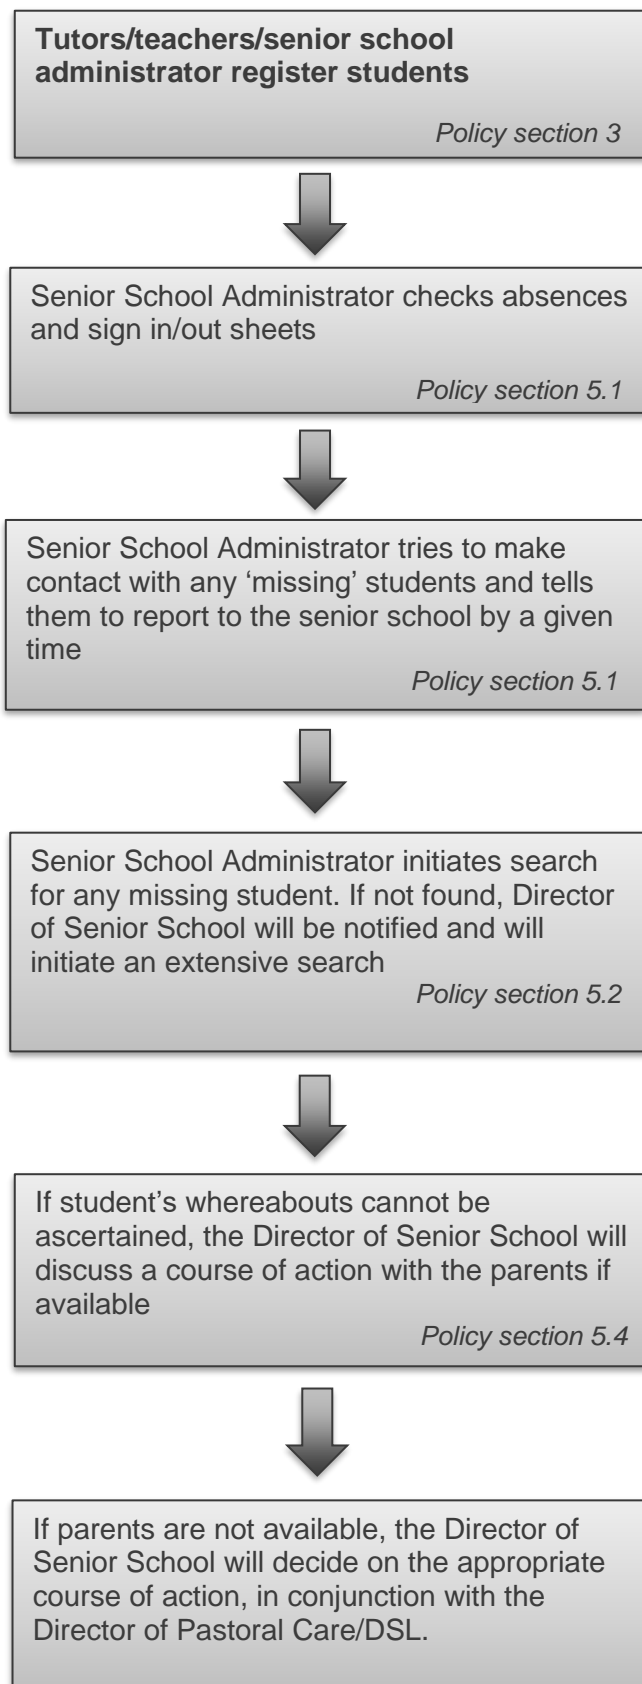 Tutors/teachers/senior school
administrator register students
Policy section 3
Senior School Administrator checks absences
and sign in/out sheets
Policy section 5.1
Senior School Administrator tries to make
contact with any ‘missing’ students and tells
them to report to the senior school by a given
time
Policy section 5.1
Senior School Administrator initiates search
for any missing student. If not found, Director
of Senior School will be notified and will
initiate an extensive search
Policy section 5.2
If student’s whereabouts cannot be
ascertained, the Director of Senior School will
discuss a course of action with the parents if
available
Policy section 5.4
If parents are not available, the Director of
Senior School will decide on the appropriate
course of action, in conjunction with the
Director of Pastoral Care/DSL.